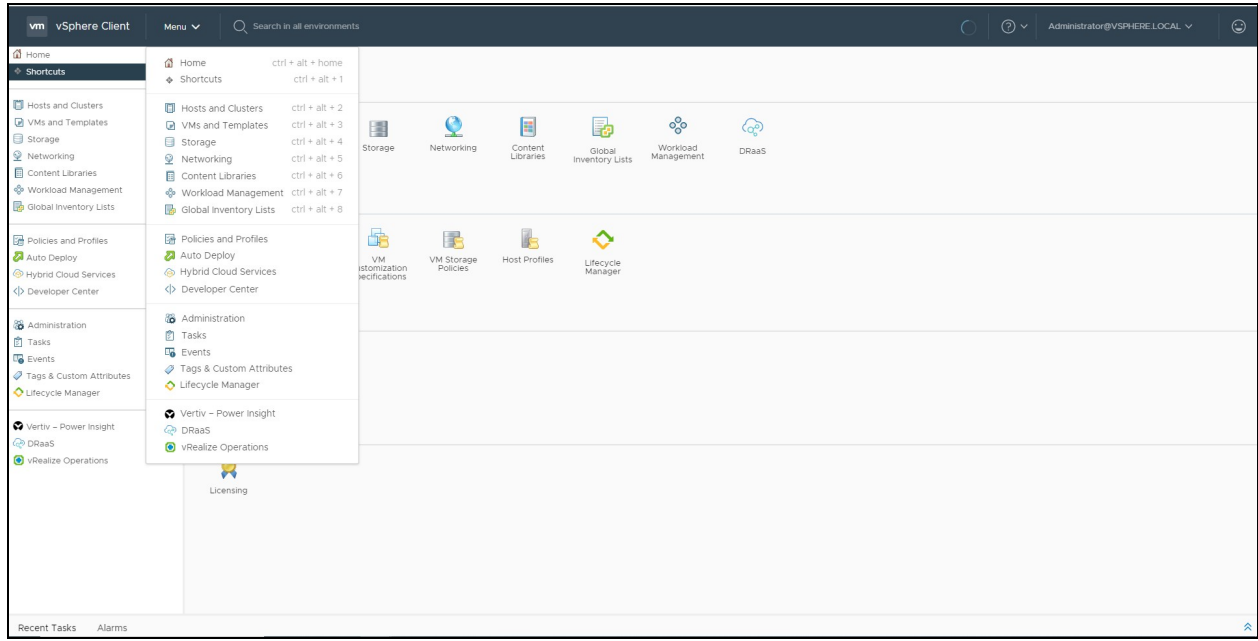 vm vSphere Client Menu Search in all environments ? Administrator@VSPHERE.LOCAL
Home
Shortcuts
Hosts and Clusters
VMs and Templates
Storage
Networking
Content Libraries
Workload Management
Global Inventory Lists
Policies and Profiles
Auto Deploy
Hybrid Cloud Services
Developer Center
Administration
Tasks
Events
Tags & Custom Attributes
Lifecycle Manager
Vertiv – Power Insight
DRaaS
vRealize Operations
Home ctrl + alt + home
Shortcuts ctrl + alt + 1
Hosts and Clusters ctrl + alt + 2
VMs and Templates ctrl + alt + 3
Storage ctrl + alt + 4
Networking ctrl + alt + 5
Content Libraries ctrl + alt + 6
Workload Management ctrl + alt + 7
Global Inventory Lists ctrl + alt + 8
Policies and Profiles
Auto Deploy
Hybrid Cloud Services
Developer Center
Administration
Tasks
Events
Tags & Custom Attributes
Lifecycle Manager
Vertiv – Power Insight
DRaaS
vRealize Operations
Storage
Networking
Content
Libraries
Global
Inventory Lists
Workload
Management
DRaaS
VM
stomization
pecifications
VM Storage
Policies
Host Profiles
Lifecycle
Manager
Licensing
Recent Tasks Alarms